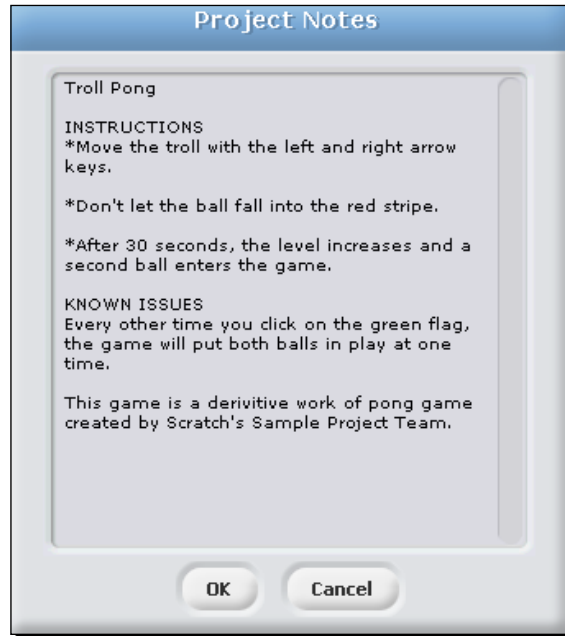 Project Notes
Troll Pong
INSTRUCTIONS
*Move the troll with the left and right arrow
keys.
*Don't let the ball fall into the red stripe.
*After 30 seconds, the level increases and a
second ball enters the game.
KNOWN ISSUES
Every other time you click on the green flag,
the game will put both balls in play at one
time.
This game is a derivitive work of pong game
created by Scratch's Sample Project Team.
OK Cancel